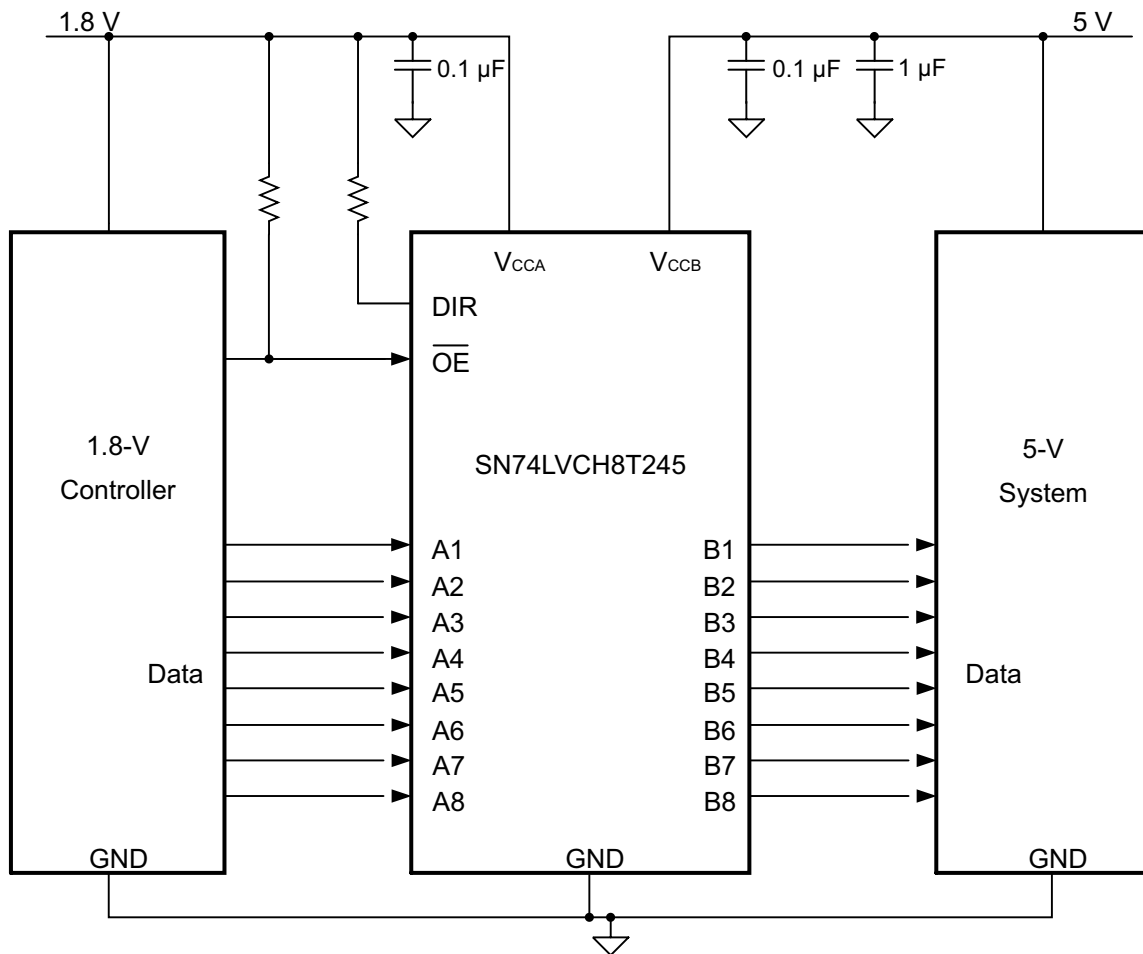 1.8 V
5 V
0.1 µF
0.1 µF
1 µF
VCCA
VCCB
DIR
OE
1.8-V
Controller
SN74LVCH8T245
5-V
System
A1
A2
A3
A4
A5
A6
A7
A8
B1
B2
B3
B4
B5
B6
B7
B8
Data
Data
GND
GND
GND